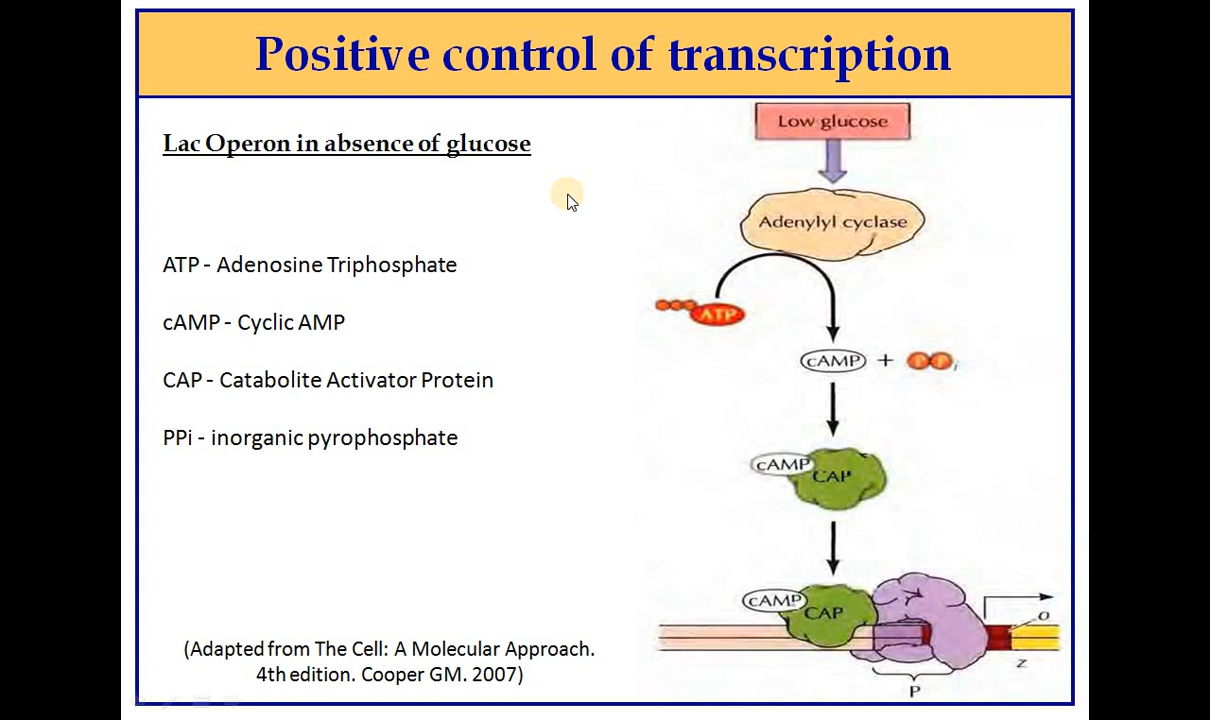 Positive control of transcription
Lac Operon in absence of glucose
ATP - Adenosine Triphosphate
cAMP - Cyclic AMP
CAP - Catabolite Activator Protein
PPi - inorganic pyrophosphate
(Adapted from The Cell: A Molecular Approach.
4th edition. Cooper GM. 2007)
Low glucose
Adenylyl cyclase
ATP
cAMP +
cAMP
CAP
cAMP
CAP
O
Z
P